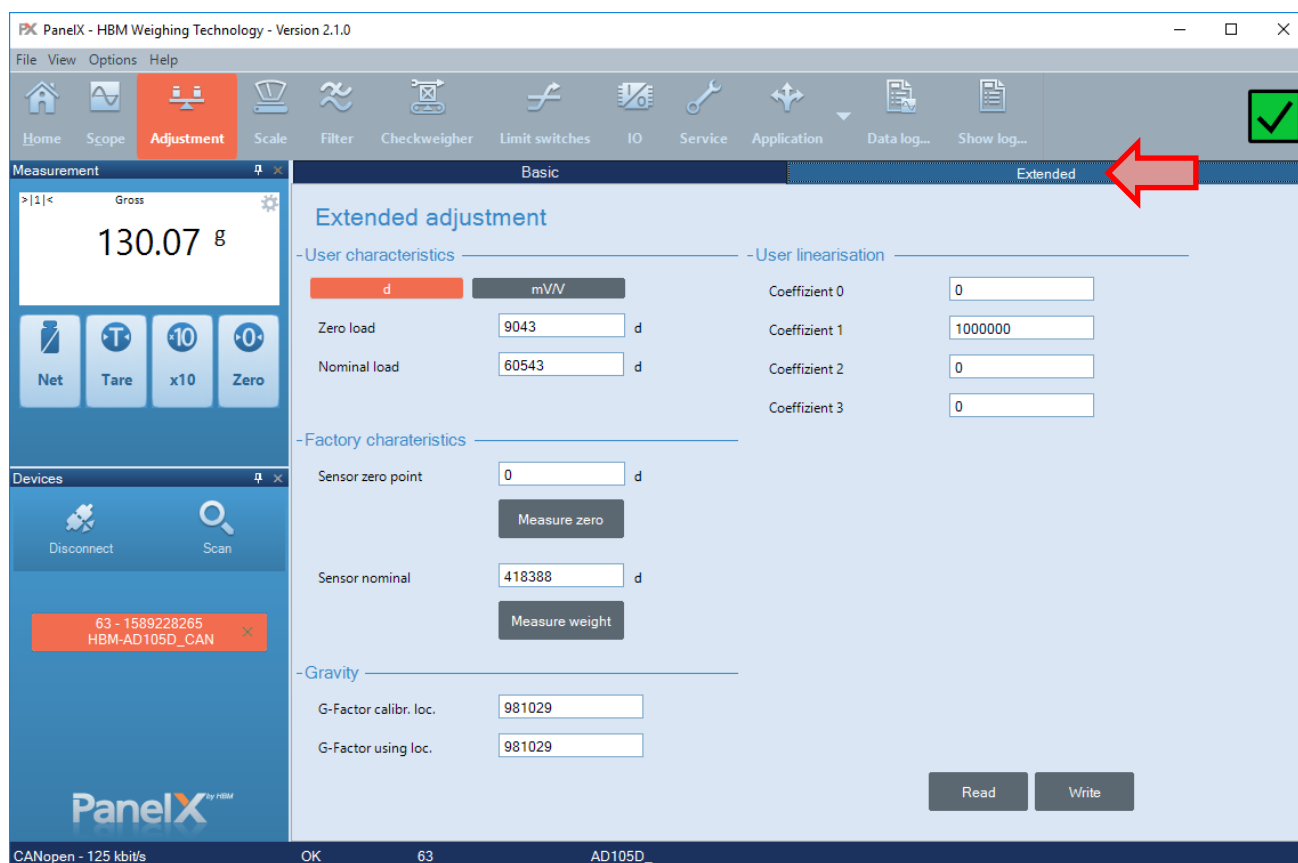 PX PanelX - HBM Weighing Technology - Version 2.1.0
File View Options Help
Home Scope Adjustment Scale Filter Checkweigher Limit switches IO Service Application Data log... Show log...
Measurement
Basic Extended
>|1|< Gross
130.07 g
Net Tare x10 Zero
Extended adjustment
User characteristics
d mV/V
Zero load 9043 d
Nominal load 60543 d
User linearisation
Coeffizient 0 0
Coeffizient 1 1000000
Coeffizient 2 0
Coeffizient 3 0
Factory charateristics
Sensor zero point 0 d
Measure zero
Sensor nominal 418388 d
Measure weight
Gravity
G-Factor calibr. loc. 981029
G-Factor using loc. 981029
Read Write
Devices
Disconnect Scan
63 - 1589228265
HBM-AD105D_CAN
PanelX by HBM
CANopen - 125 kbit/s OK 63 AD105D_